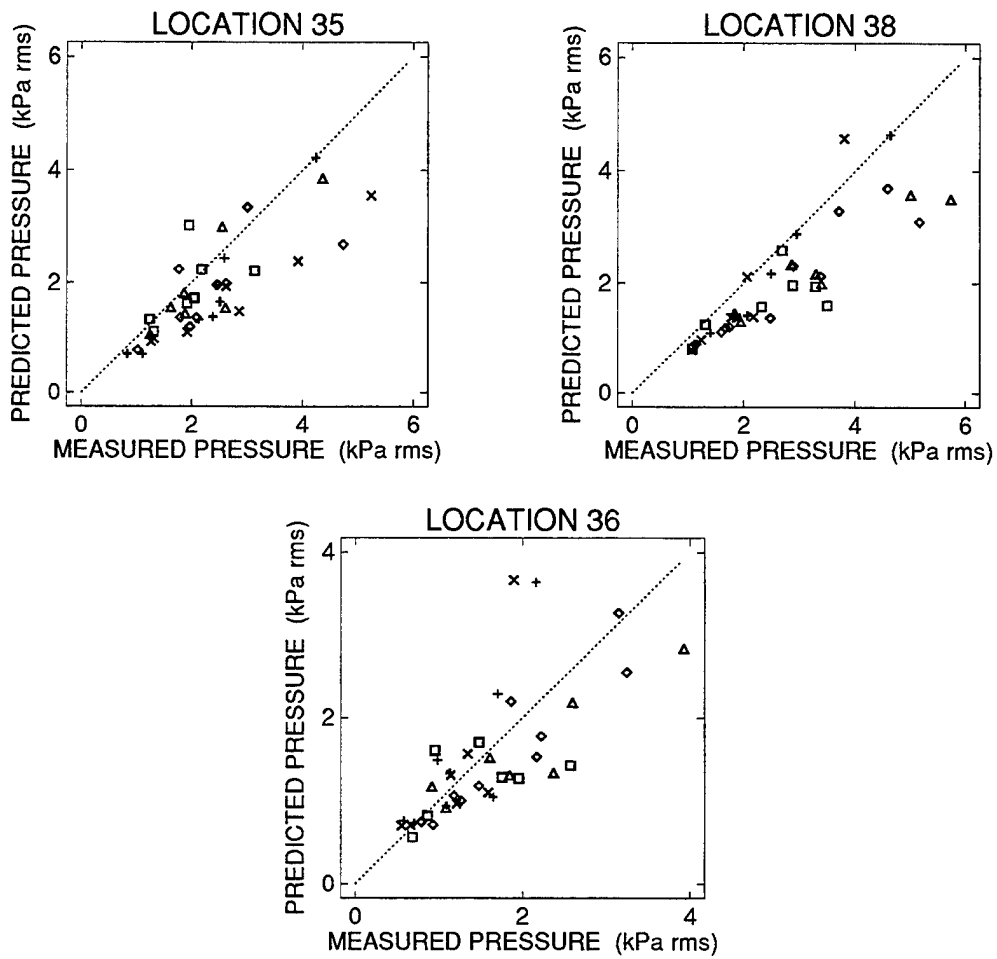 LOCATION 35
PREDICTED PRESSURE (kPa rms)
6
4
2
0
0 2 4 6
MEASURED PRESSURE (kPa rms)
LOCATION 38
PREDICTED PRESSURE (kPa rms)
6
4
2
0
0 2 4 6
MEASURED PRESSURE (kPa rms)
LOCATION 36
PREDICTED PRESSURE (kPa rms)
4
2
0
0 2 4
MEASURED PRESSURE (kPa rms)